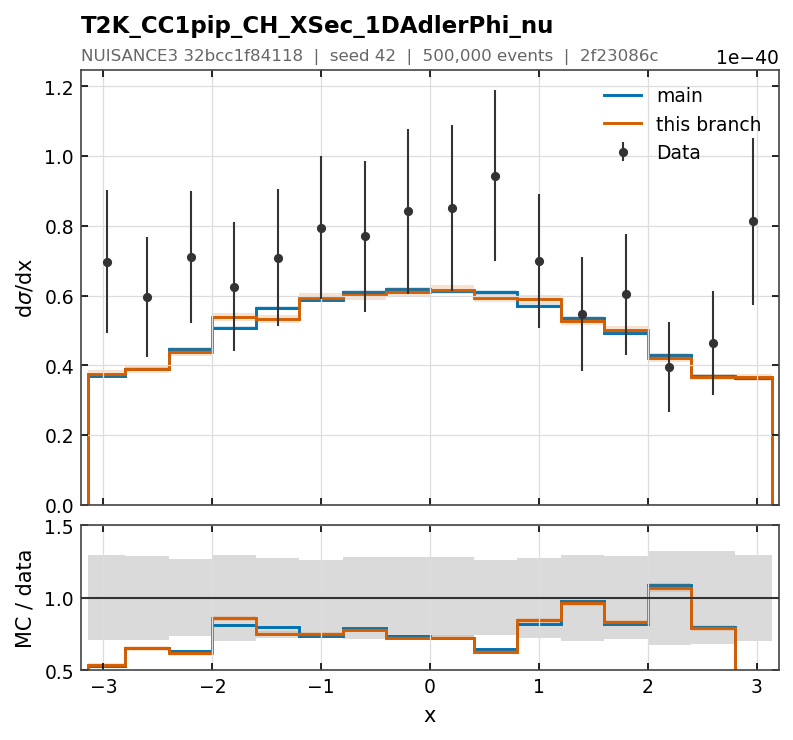 T2K_CC1pip_CH_XSec_1DAdlerPhi_nu
NUISANCE3 32bcc1f84118 | seed 42 | 500,000 events | 2f23086c
1e−40
main
this branch
Data
dσ/dx
1.2
1.0
0.8
0.6
0.4
0.2
0.0
MC / data
1.5
1.0
0.5
−3 −2 −1 0 1 2 3
x